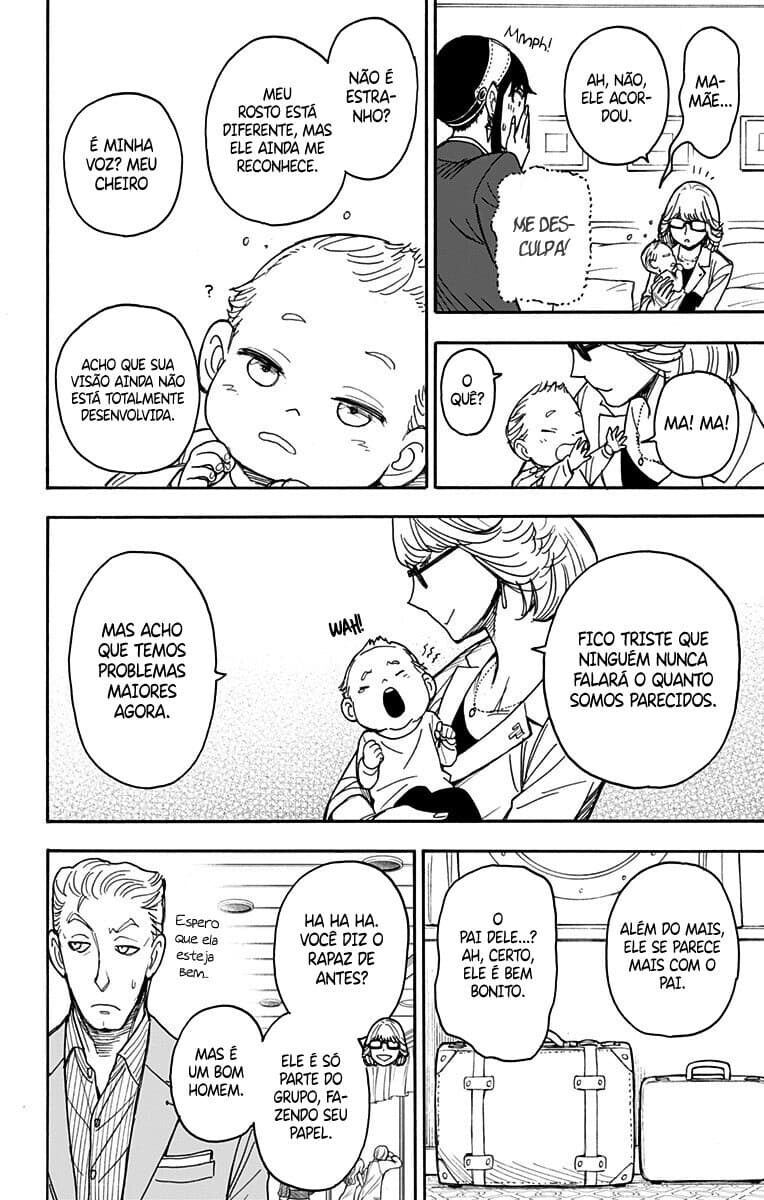 MA-
MÃE...
AH, NÃO,
ELE ACOR-
DOU.
Mmph!
ME DES-
CULPA!
MA! MA!
O
QUÊ?
NÃO É
ESTRA-
NHO?
MEU
ROSTO ESTÁ
DIFERENTE, MAS
ELE AINDA ME
RECONHECE.
É MINHA
VOZ? MEU
CHEIRO
?
ACHO QUE SUA
VISÃO AINDA NÃO
ESTÁ TOTALMENTE
DESENVOLVIDA.
FICO TRISTE QUE
NINGUÉM NUNCA
FALARÁ O QUANTO
SOMOS PARECIDOS.
WAH!
MAS ACHO
QUE TEMOS
PROBLEMAS
MAIORES
AGORA.
ALÉM DO MAIS,
ELE SE PARECE
MAIS COM O
PAI.
O
PAI DELE...?
AH, CERTO,
ELE É BEM
BONITO.
HA HA HA.
VOCÊ DIZ O
RAPAZ DE
ANTES?
ELE É SÓ
PARTE DO
GRUPO, FA-
ZENDO SEU
PAPEL.
MAS É
UM BOM
HOMEM.
Espero
que ela
esteja
bem..